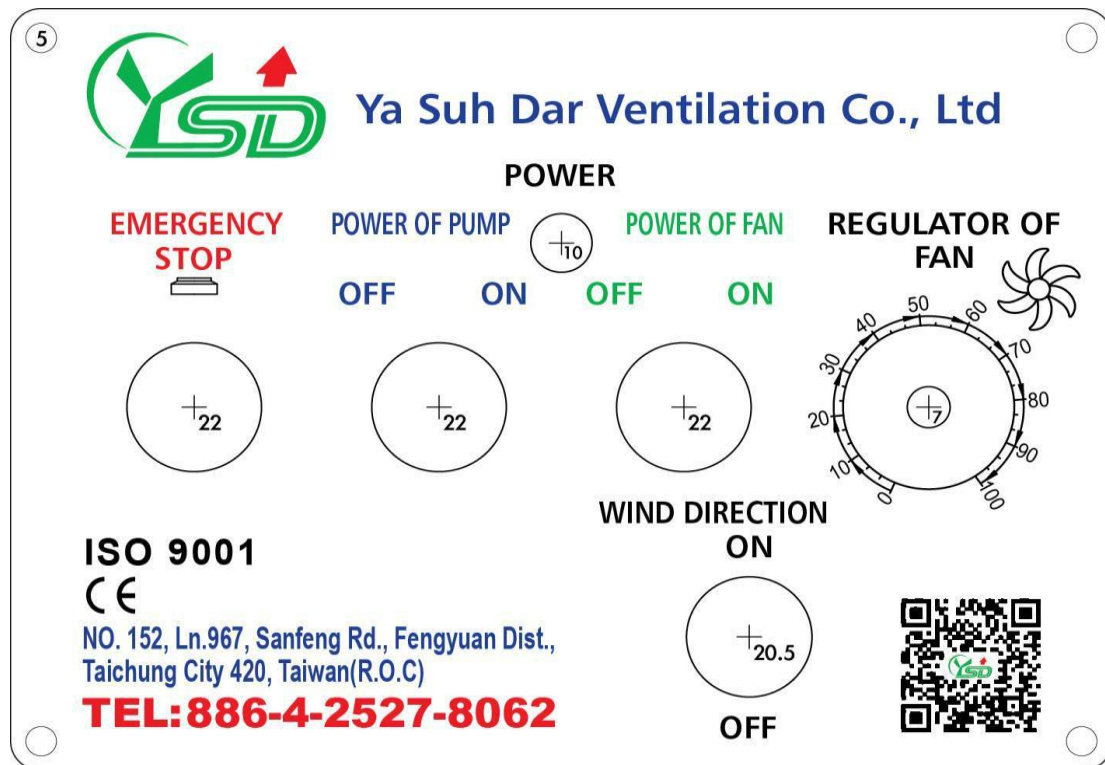 5
YSD
Ya Suh Dar Ventilation Co., Ltd
POWER
10
EMERGENCY
STOP
POWER OF PUMP
OFF ON
POWER OF FAN
OFF ON
REGULATOR OF
FAN
22
22
22
0 10 20 30 40 50 60 70 80 90 100
7
WIND DIRECTION
ON
20.5
OFF
ISO 9001
CE
NO. 152, Ln.967, Sanfeng Rd., Fengyuan Dist.,
Taichung City 420, Taiwan(R.O.C)
TEL:886-4-2527-8062
YSD